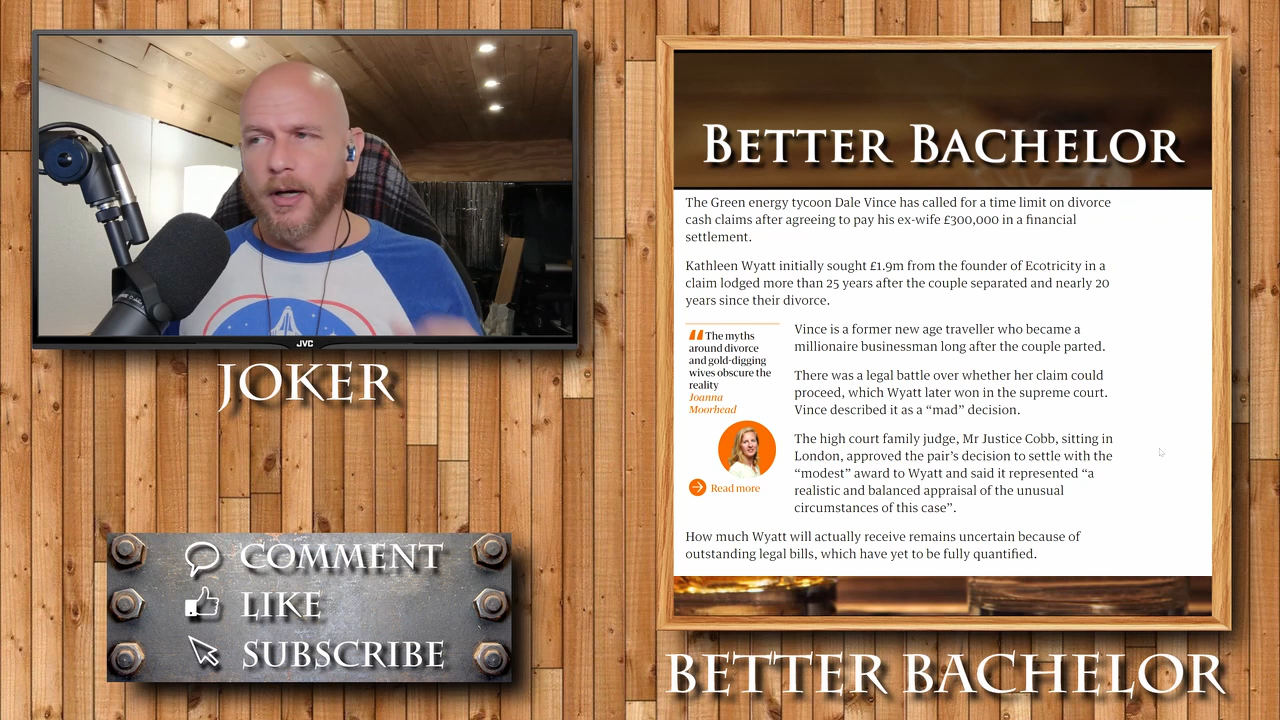 JVC
JOKER
COMMENT
LIKE
SUBSCRIBE
BETTER BACHELOR
The Green energy tycoon Dale Vince has called for a time limit on divorce
cash claims after agreeing to pay his ex-wife £300,000 in a financial
settlement.
Kathleen Wyatt initially sought £1.9m from the founder of Ecotricity in a
claim lodged more than 25 years after the couple separated and nearly 20
years since their divorce.
The myths
around divorce
and gold-digging
wives obscure the
reality
Joanna
Moorhead
Read more
Vince is a former new age traveller who became a
millionaire businessman long after the couple parted.
There was a legal battle over whether her claim could
proceed, which Wyatt later won in the supreme court.
Vince described it as a “mad” decision.
The high court family judge, Mr Justice Cobb, sitting in
London, approved the pair’s decision to settle with the
“modest” award to Wyatt and said it represented “a
realistic and balanced appraisal of the unusual
circumstances of this case”.
How much Wyatt will actually receive remains uncertain because of
outstanding legal bills, which have yet to be fully quantified.
BETTER BACHELOR